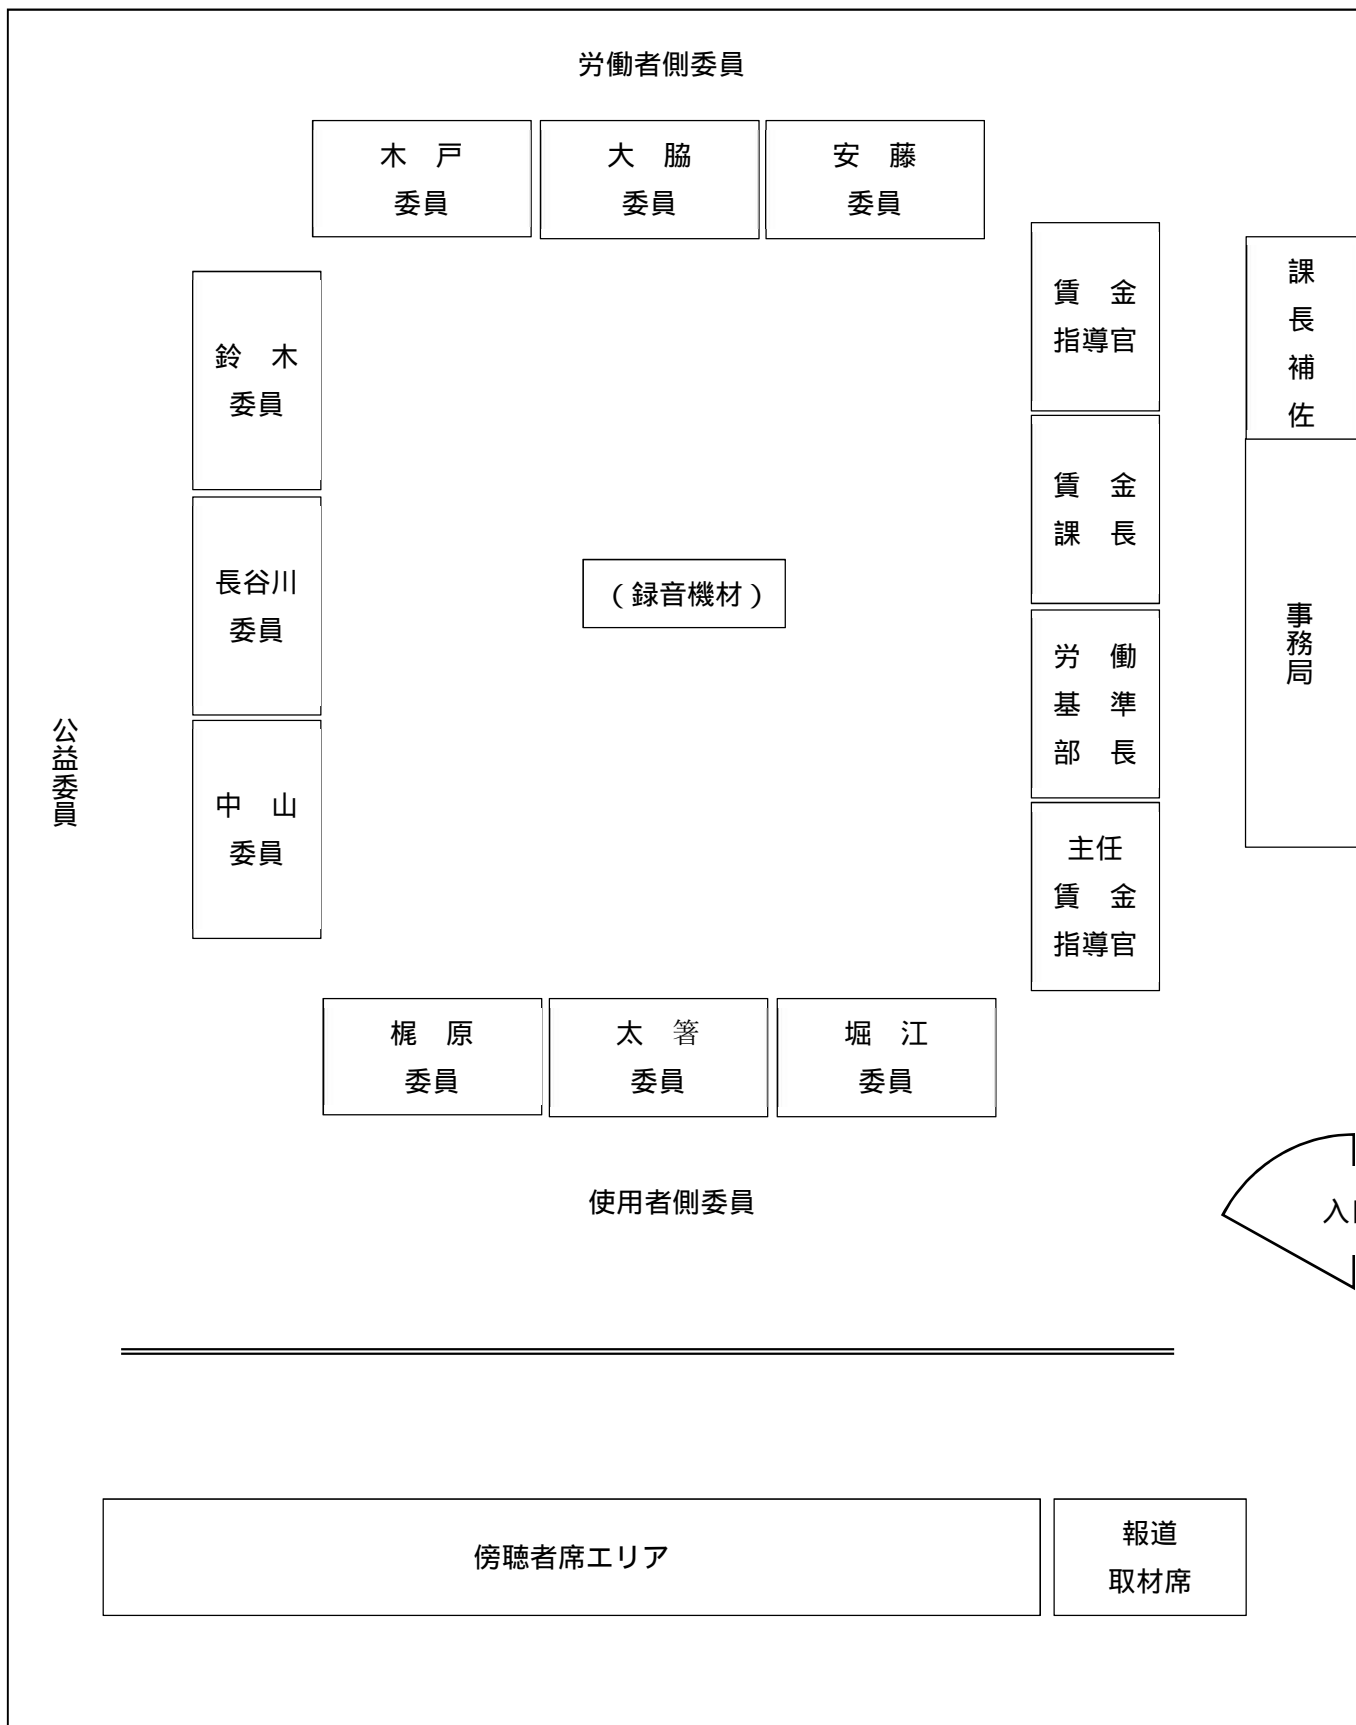 労働者側委員
木　戸
委員
大　脇
委員
安　藤
委員
鈴　木
委員
長谷川
委員
中　山
委員
公益委員
（録音機材）
賃　金
指導官
賃　金
課　長
労　働
基　準
部　長
主任
賃　金
指導官
課長補佐
事務局
梶　原
委員
太　箸
委員
堀　江
委員
使用者側委員
入
傍聴者席エリア
報道
取材席